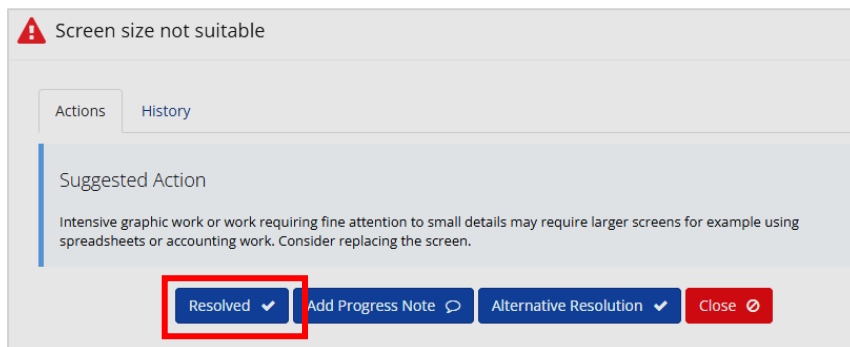 Screen size not suitable
Actions History
Suggested Action
Intensive graphic work or work requiring fine attention to small details may require larger screens for example using
spreadsheets or accounting work. Consider replacing the screen.
Resolved Add Progress Note Alternative Resolution Close